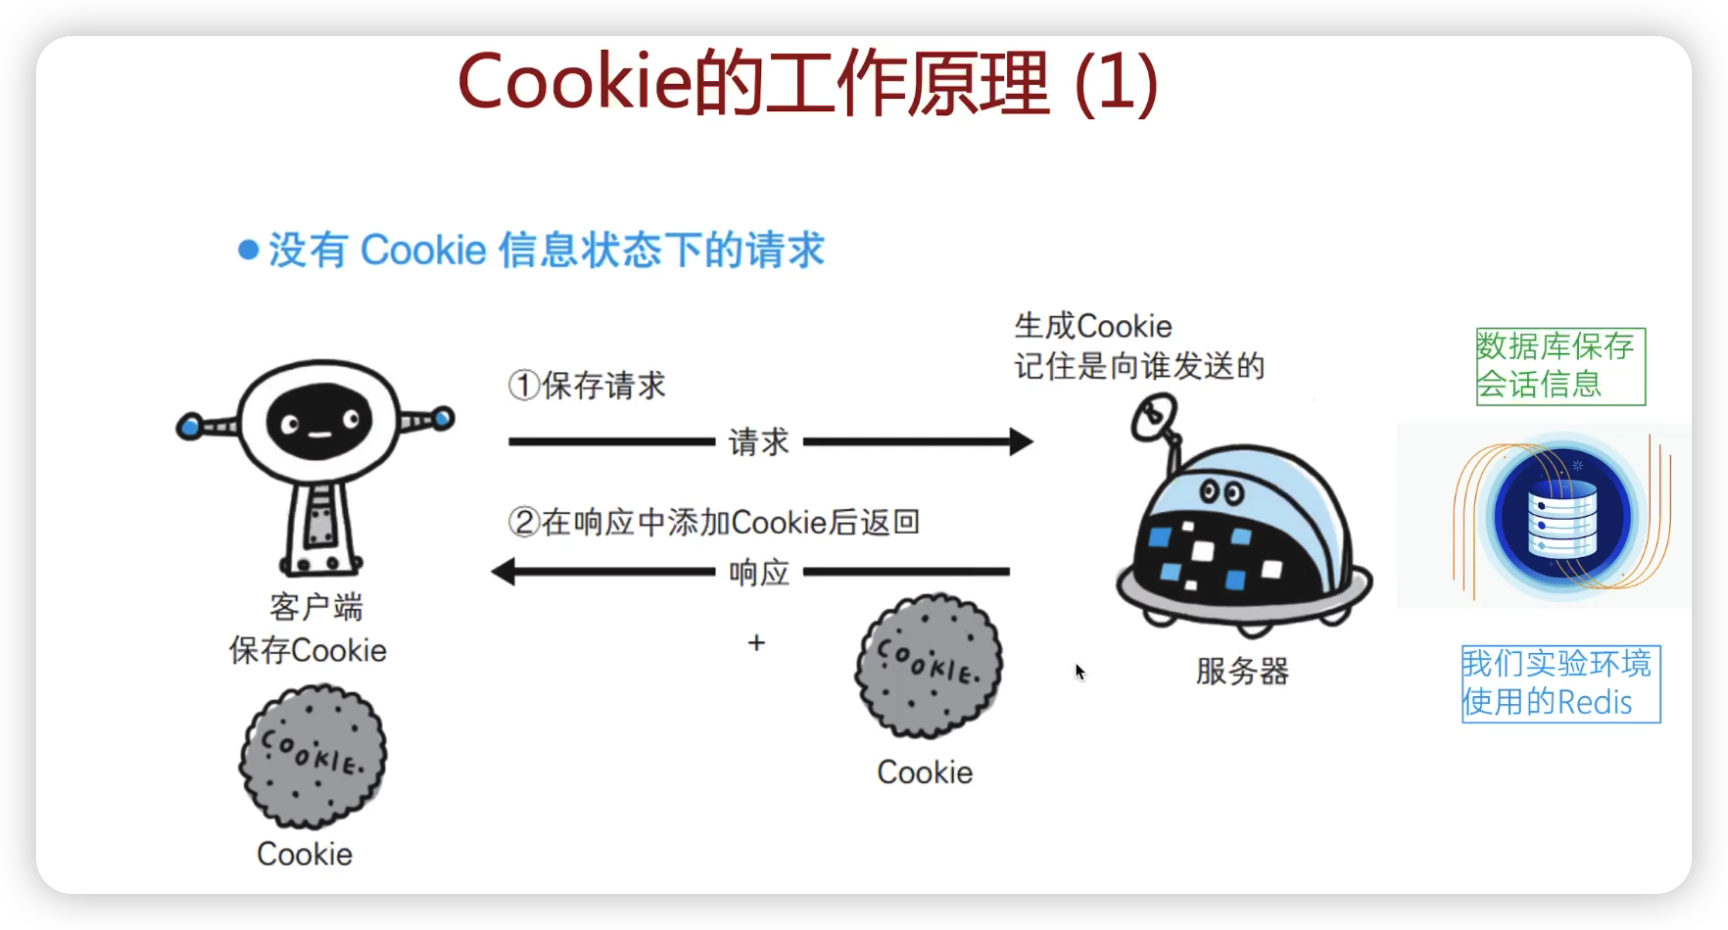 Cookie的工作原理 (1)
●没有 Cookie 信息状态下的请求
生成Cookie
记住是向谁发送的
数据库保存
会话信息
①保存请求
请求
②在响应中添加Cookie后返回
响应
客户端
保存Cookie
+
COOKIE.
Cookie
服务器
我们实验环境
使用的Redis
COOKIE.
Cookie